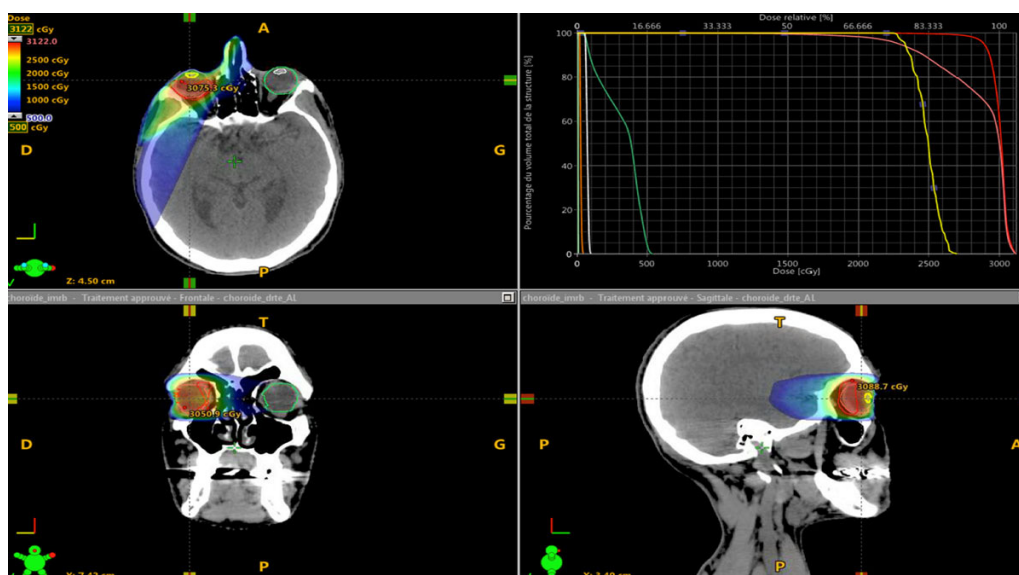 Dose
3122 cGy
3122.0
2500 cGy
2000 cGy
1500 cGy
1000 cGy
500.0
500 cGy
A
3075.3 cGy
D
G
P
Z: 4.50 cm
Dose relative [%]
0 16.666 33.333 50 66.666 83.333 100
Pourcentage du volume total de la structure [%]
100
80
60
40
20
0
0 500 1000 1500 2000 2500 3000
Dose [cGy]
choroide_imrb - Traitement approuvé - Frontale - choroide_drte_AL
T
3050.9 cGy
D
G
P
choroide_imrb - Traitement approuvé - Sagittale - choroide_drte_AL
T
3088.7 cGy
P
A
P